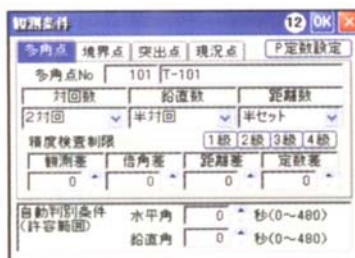 観測条件 ⑫ OK ×
多角点 境界点 突出点 現況点 P定数設定
多角点No 101 T-101
対回数 鉛直数 距離数
2対回 半対回 半セット
精度検査制限 1級 2級 3級 4級
観測差 倍角差 距離差 定数差
0 0 0 0
自動判別条件 水平角 0 秒(0~480)
(許容範囲) 鉛直角 0 秒(0~480)